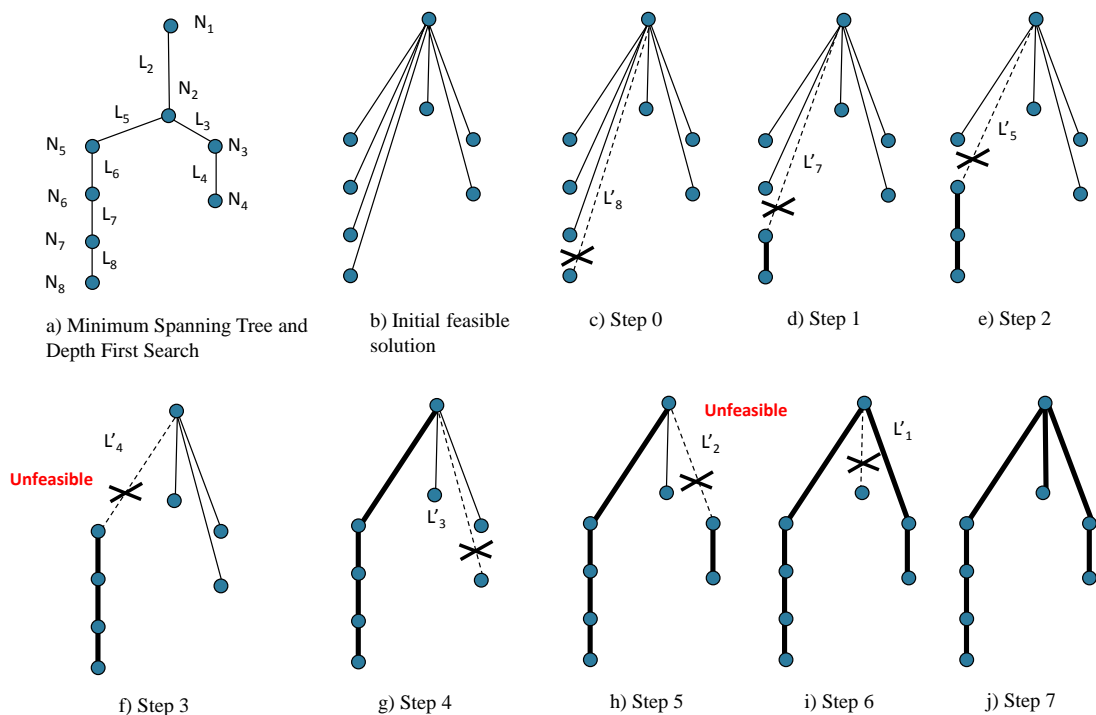 N1
L2
N2
L5
L3
N5
N3
L6
L4
N6
N4
L7
N7
L8
N8
a) Minimum Spanning Tree and
Depth First Search
b) Initial feasible
solution
L'8
c) Step 0
L'7
d) Step 1
L'5
e) Step 2
L'4
Unfeasible
f) Step 3
L'3
g) Step 4
Unfeasible
L'2
h) Step 5
L'1
i) Step 6
j) Step 7